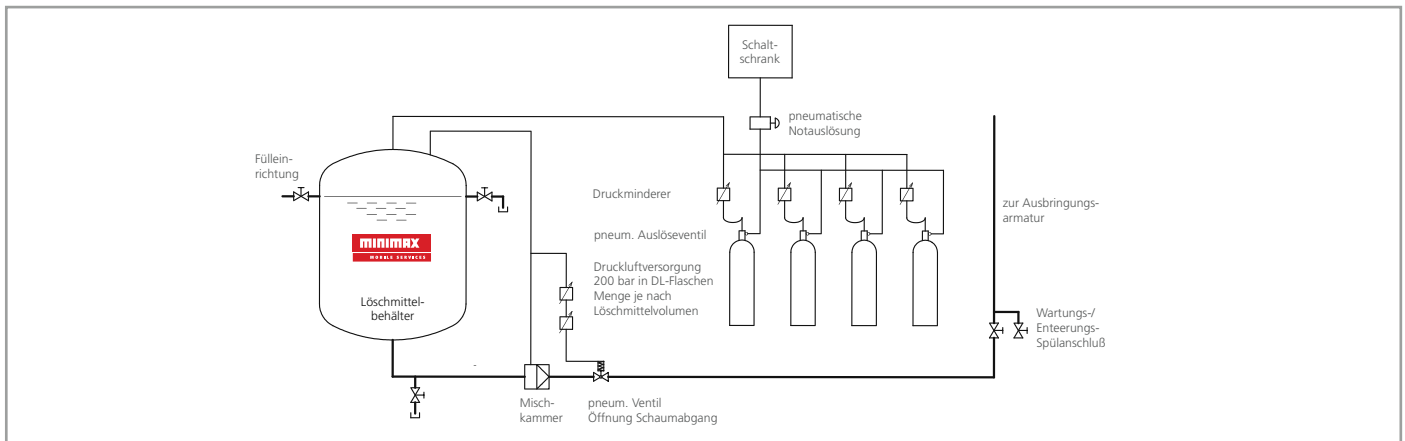 Schalt-
schrank
pneumatische
Notauslösung
Füllein-
richtung
Druckminderer
zur Ausbringungs-
armatur
pneum. Auslöseventil
MINIMAX
MOBILE SERVICES
Druckluftversorgung
200 bar in DL-Flaschen
Menge je nach
Löschmittelvolumen
Löschmittel-
behälter
Wartungs-/
Enteerungs-
Spülanschluß
Misch-
kammer
pneum. Ventil
Öffnung Schaumabgang